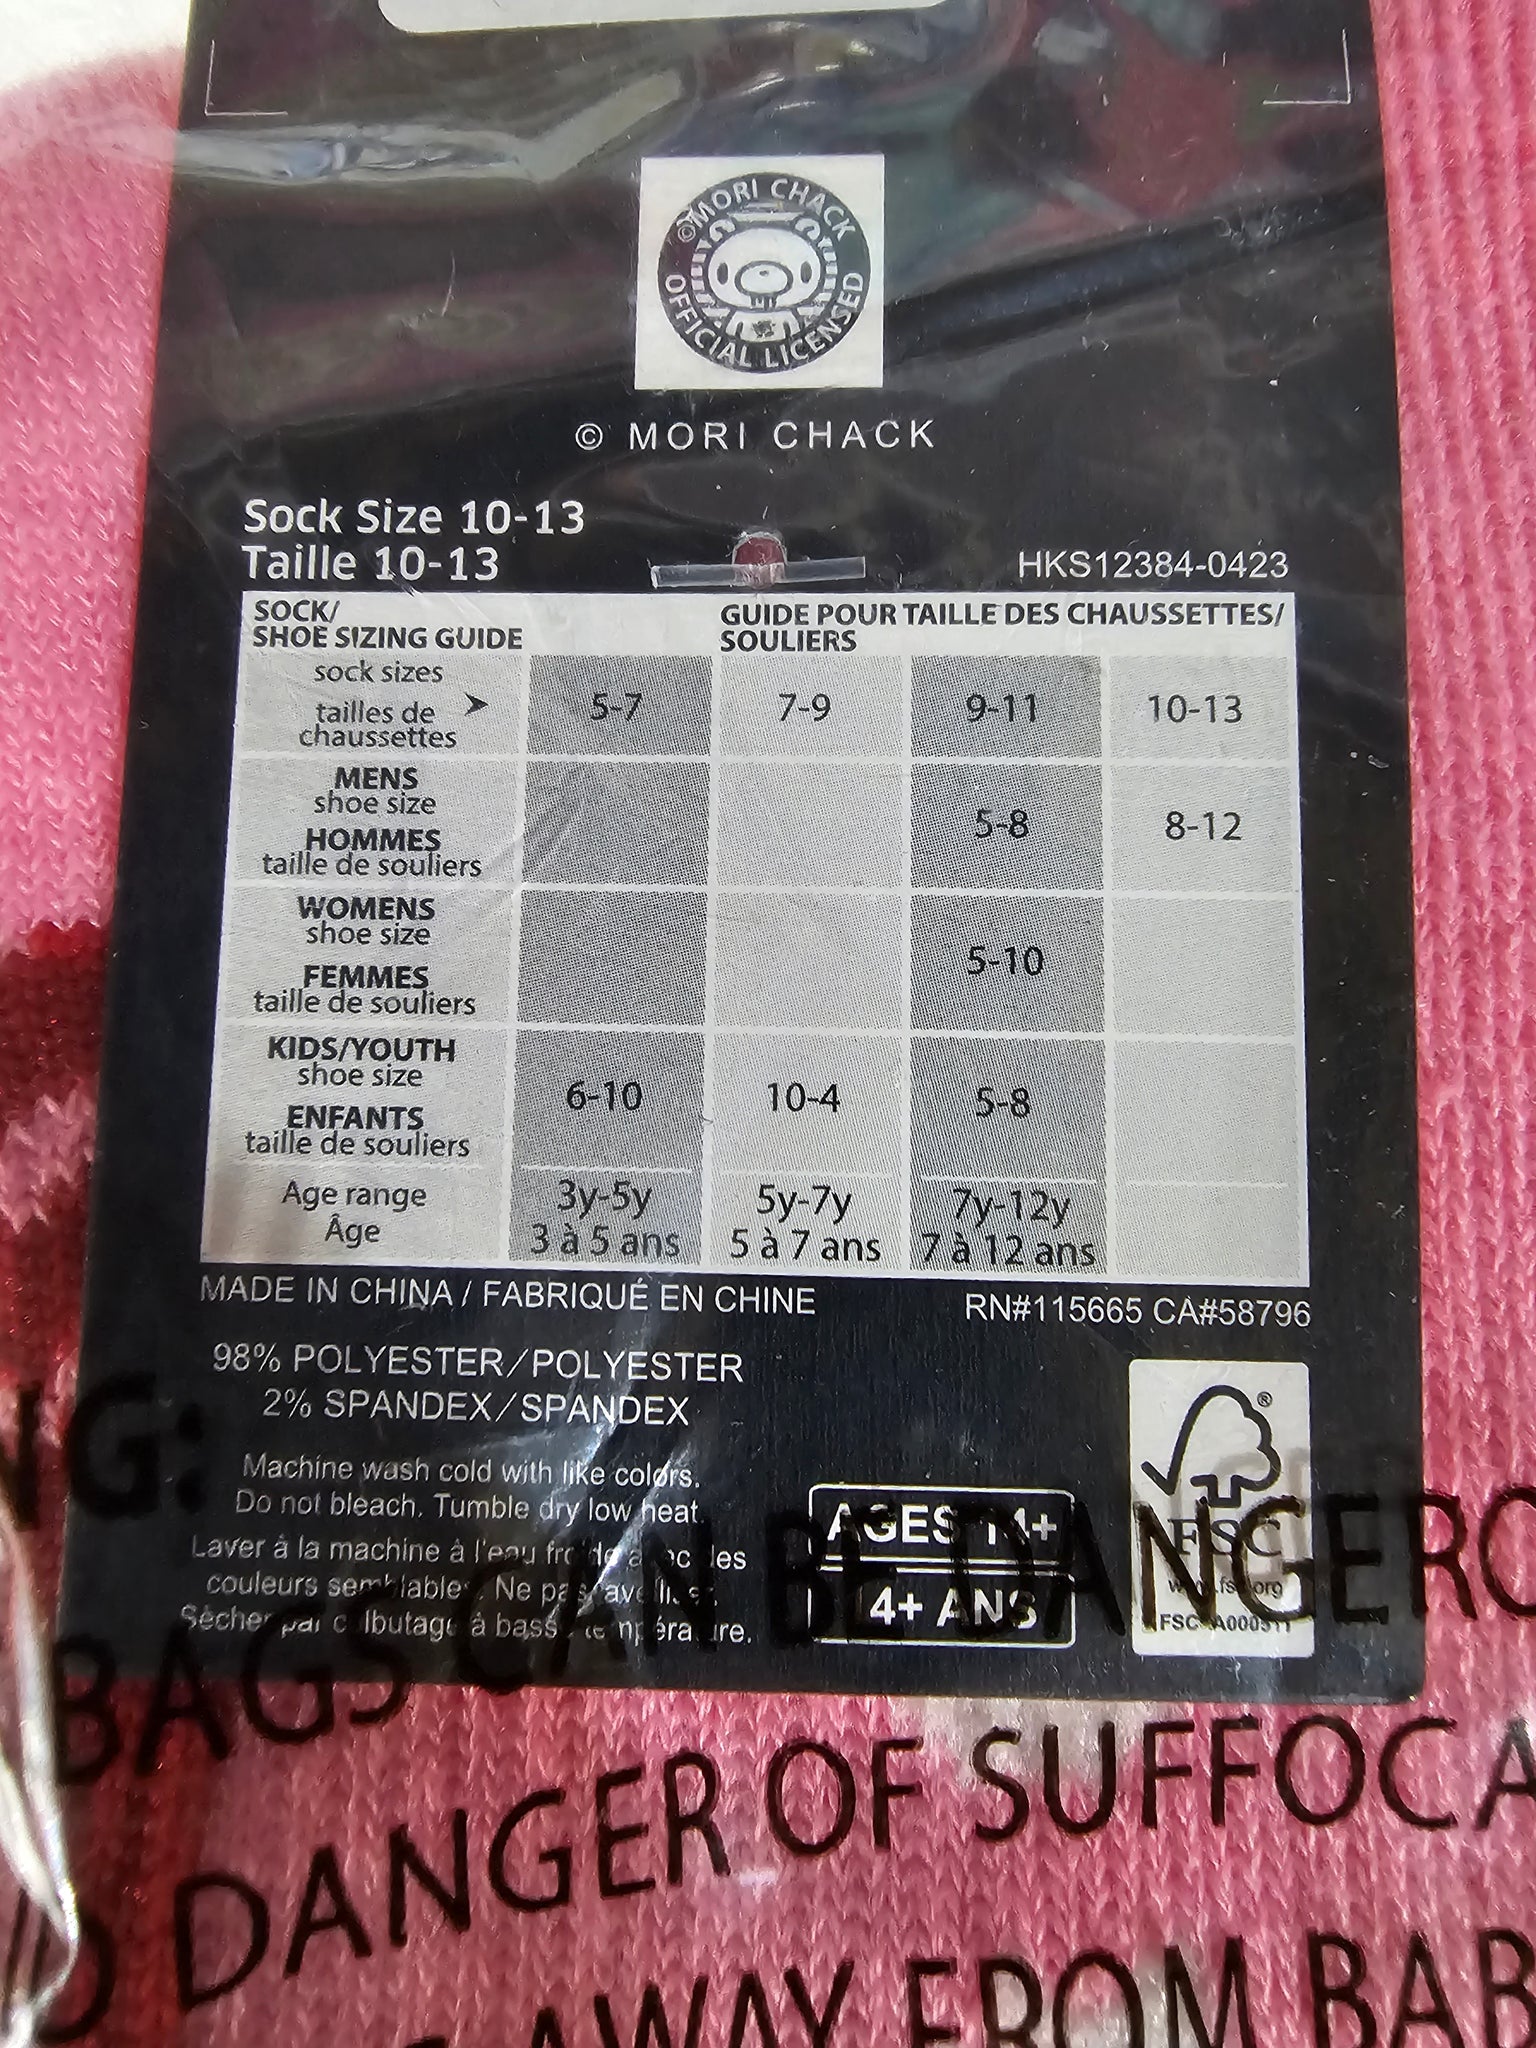 ©MORI CHACK
OFFICIAL LICENSED
© MORI CHACK
Sock Size 10-13
Taille 10-13
HKS12384-0423
SOCK/
SHOE SIZING GUIDE
GUIDE POUR TAILLE DES CHAUSSETTES/
SOULIERS
sock sizes
tailles de
chaussettes
5-7 7-9 9-11 10-13
MENS
shoe size
HOMMES
taille de souliers
5-8 8-12
WOMENS
shoe size
FEMMES
taille de souliers
5-10
KIDS/YOUTH
shoe size
ENFANTS
taille de souliers
6-10 10-4 5-8
Age range
Âge
3y-5y 5y-7y 7y-12y
3 à 5 ans 5 à 7 ans 7 à 12 ans
MADE IN CHINA / FABRIQUÉ EN CHINE
RN#115665 CA#58796
98% POLYESTER/POLYESTER
2% SPANDEX/SPANDEX
Machine wash cold with like colors.
Do not bleach. Tumble dry low heat.
Laver à la machine à l'eau froide avec les
couleurs semblables. Ne pas
Sécher par culbutage à basse température.
AGES 14+
14+ ANS
®
FSC
www.fsc.org
NG:
BAGS CAN BE DANGERO
DANGER OF SUFFOCA
AWAY FROM BAB